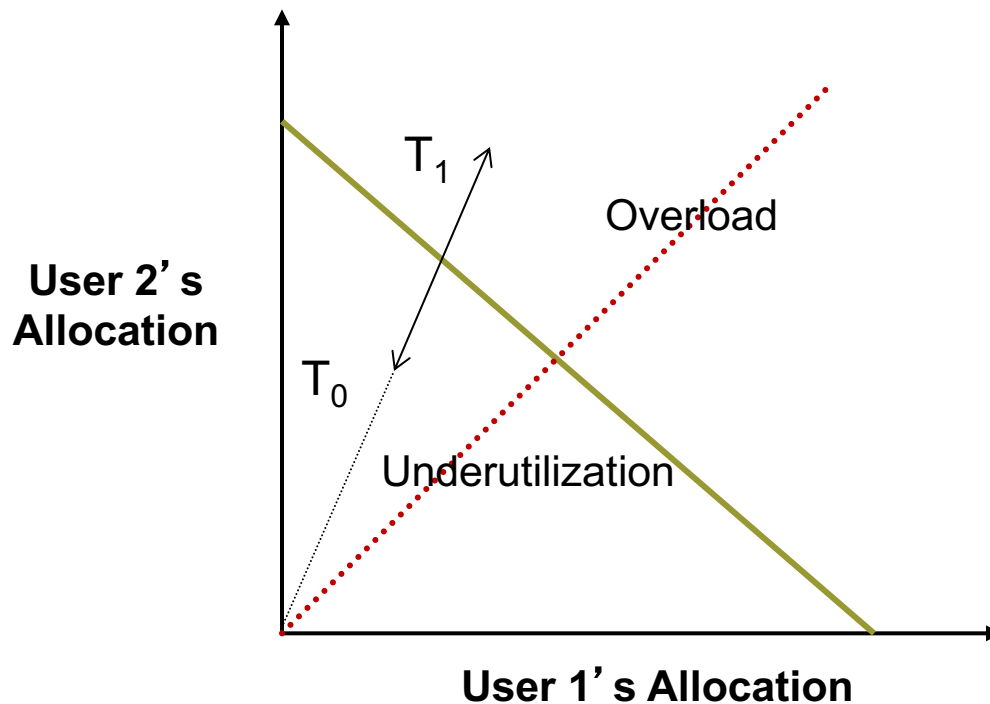 T₁
Overload
User 2’s
Allocation
T₀
Underutilization
User 1’s Allocation